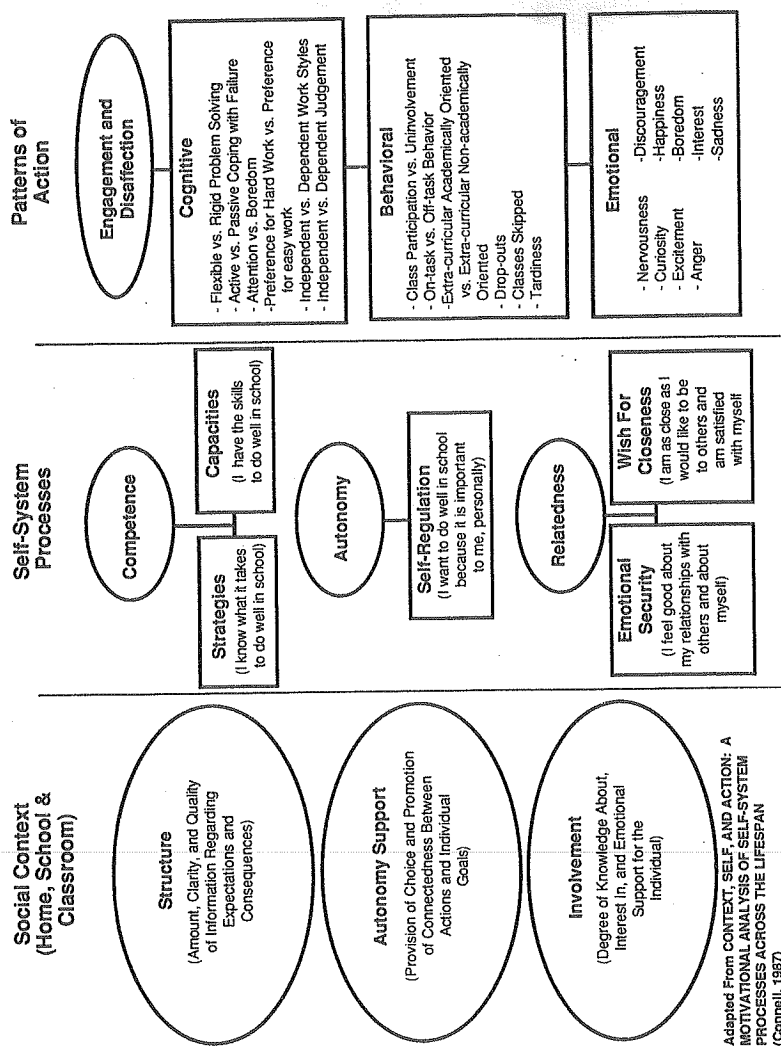 Social Context
(Home, School &
Classroom)
Structure
(Amount, Clarity, and Quality
of Information Regarding
Expectations and
Consequences)
Autonomy Support
(Provision of Choice and Promotion
of Connectedness Between
Actions and Individual
Goals)
Involvement
(Degree of Knowledge About,
Interest In, and Emotional
Support for the
Individual)
Adapted From CONTEXT, SELF, AND ACTION: A
MOTIVATIONAL ANALYSIS OF SELF-SYSTEM
PROCESSES ACROSS THE LIFESPAN
(Connell, 1987)
Self-System
Processes
Competence
Strategies
(I know what it takes
to do well in school)
Capacities
(I have the skills
to do well in school)
Autonomy
Self-Regulation
(I want to do well in school
because it is important
to me, personally)
Relatedness
Emotional
Security
(I feel good about
my relationships with
others and about
myself)
Wish For
Closeness
(I am as close as I
would like to be
to others and
am satisfied
with myself
Patterns of
Action
Engagement and
Disaffection
Cognitive
- Flexible vs. Rigid Problem Solving
- Active vs. Passive Coping with Failure
- Attention vs. Boredom
-Preference for Hard Work vs. Preference
for easy work
- Independent vs. Dependent Work Styles
- Independent vs. Dependent Judgement
Behavioral
- Class Participation vs. Uninvolvement
- On-task vs. Off-task Behavior
-Extra-curricular Academically Oriented
vs. Extra-curricular Non-academically
Oriented
- Drop-outs
- Classes Skipped
- Tardiness
Emotional
- Nervousness
- Curiosity
- Excitement
- Anger
-Discouragement
-Happiness
-Boredom
-Interest
-Sadness